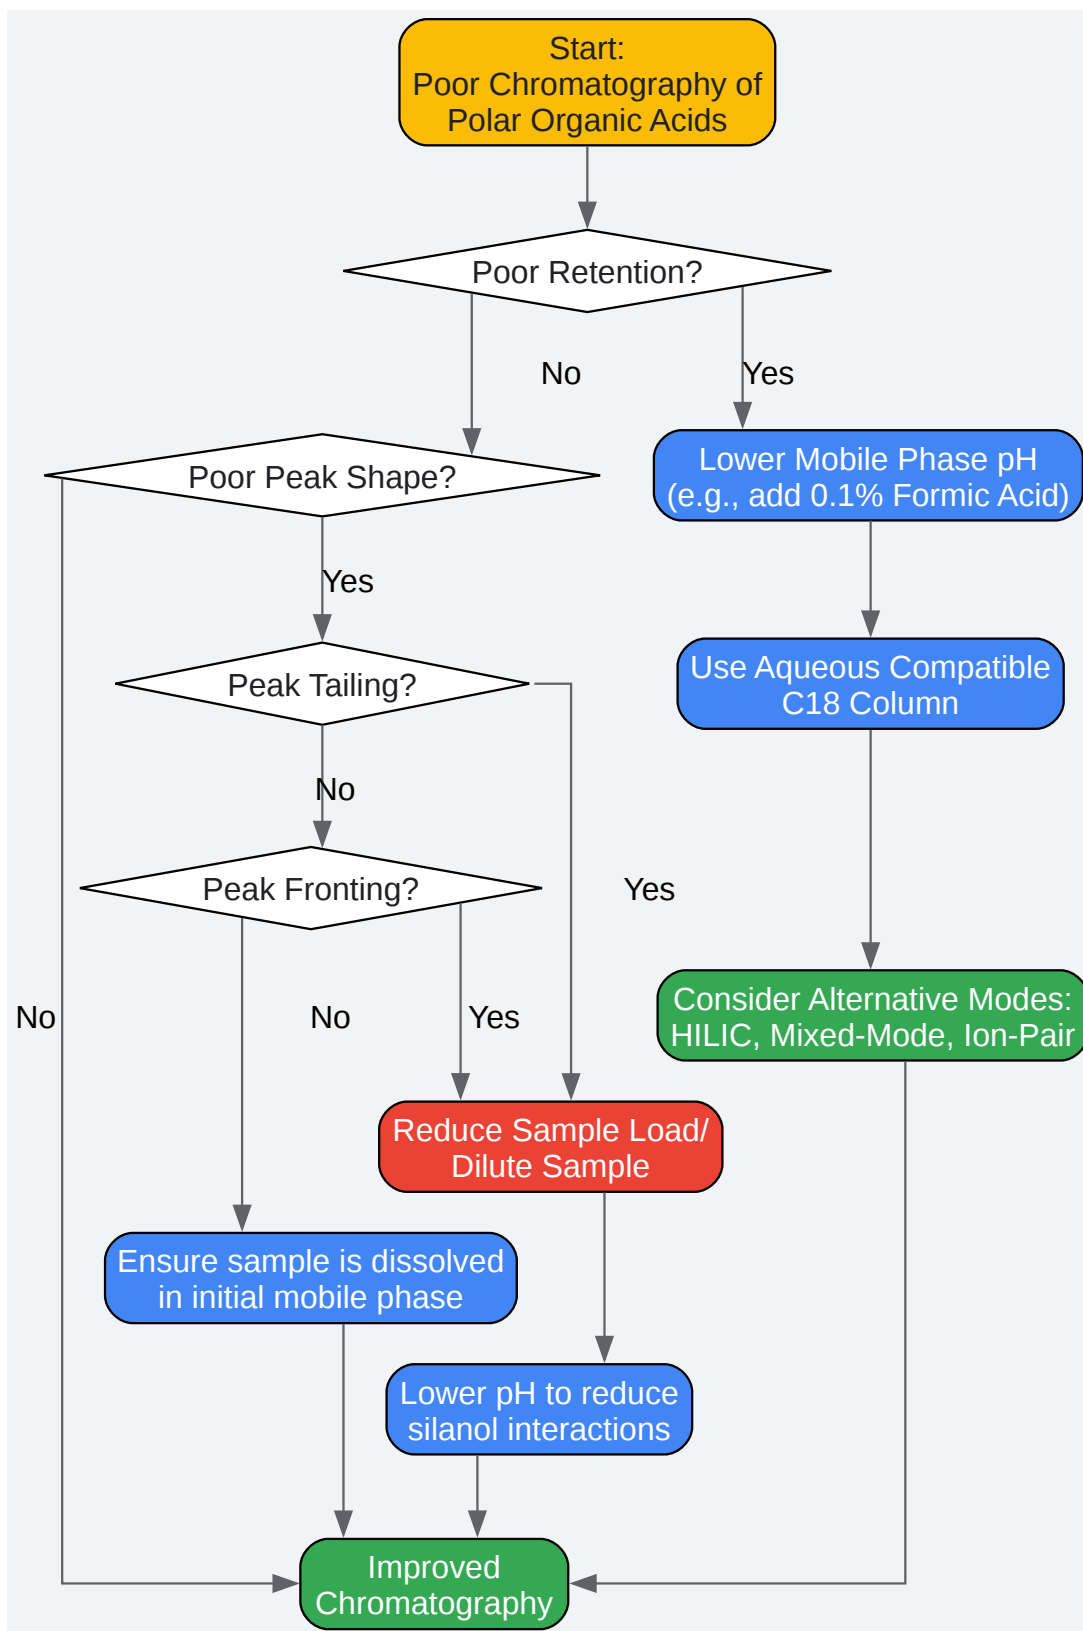 Start:
Poor Chromatography of
Polar Organic Acids
Poor Retention?
No
Yes
Poor Peak Shape?
Lower Mobile Phase pH
(e.g., add 0.1% Formic Acid)
Yes
Peak Tailing?
Use Aqueous Compatible
C18 Column
No
Peak Fronting?
Yes
No
No
Yes
Consider Alternative Modes:
HILIC, Mixed-Mode, Ion-Pair
Reduce Sample Load/
Dilute Sample
Ensure sample is dissolved
in initial mobile phase
Lower pH to reduce
silanol interactions
Improved
Chromatography